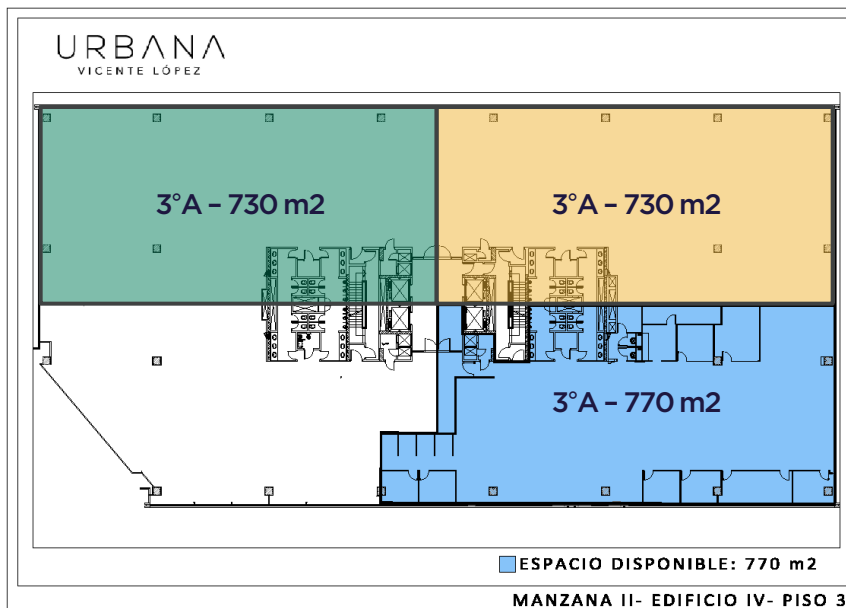 URBANA
VICENTE LÓPEZ
3°A - 730 m2
3°A - 730 m2
3°A - 770 m2
ESPACIO DISPONIBLE: 770 m2
MANZANA II- EDIFICIO IV- PISO 3